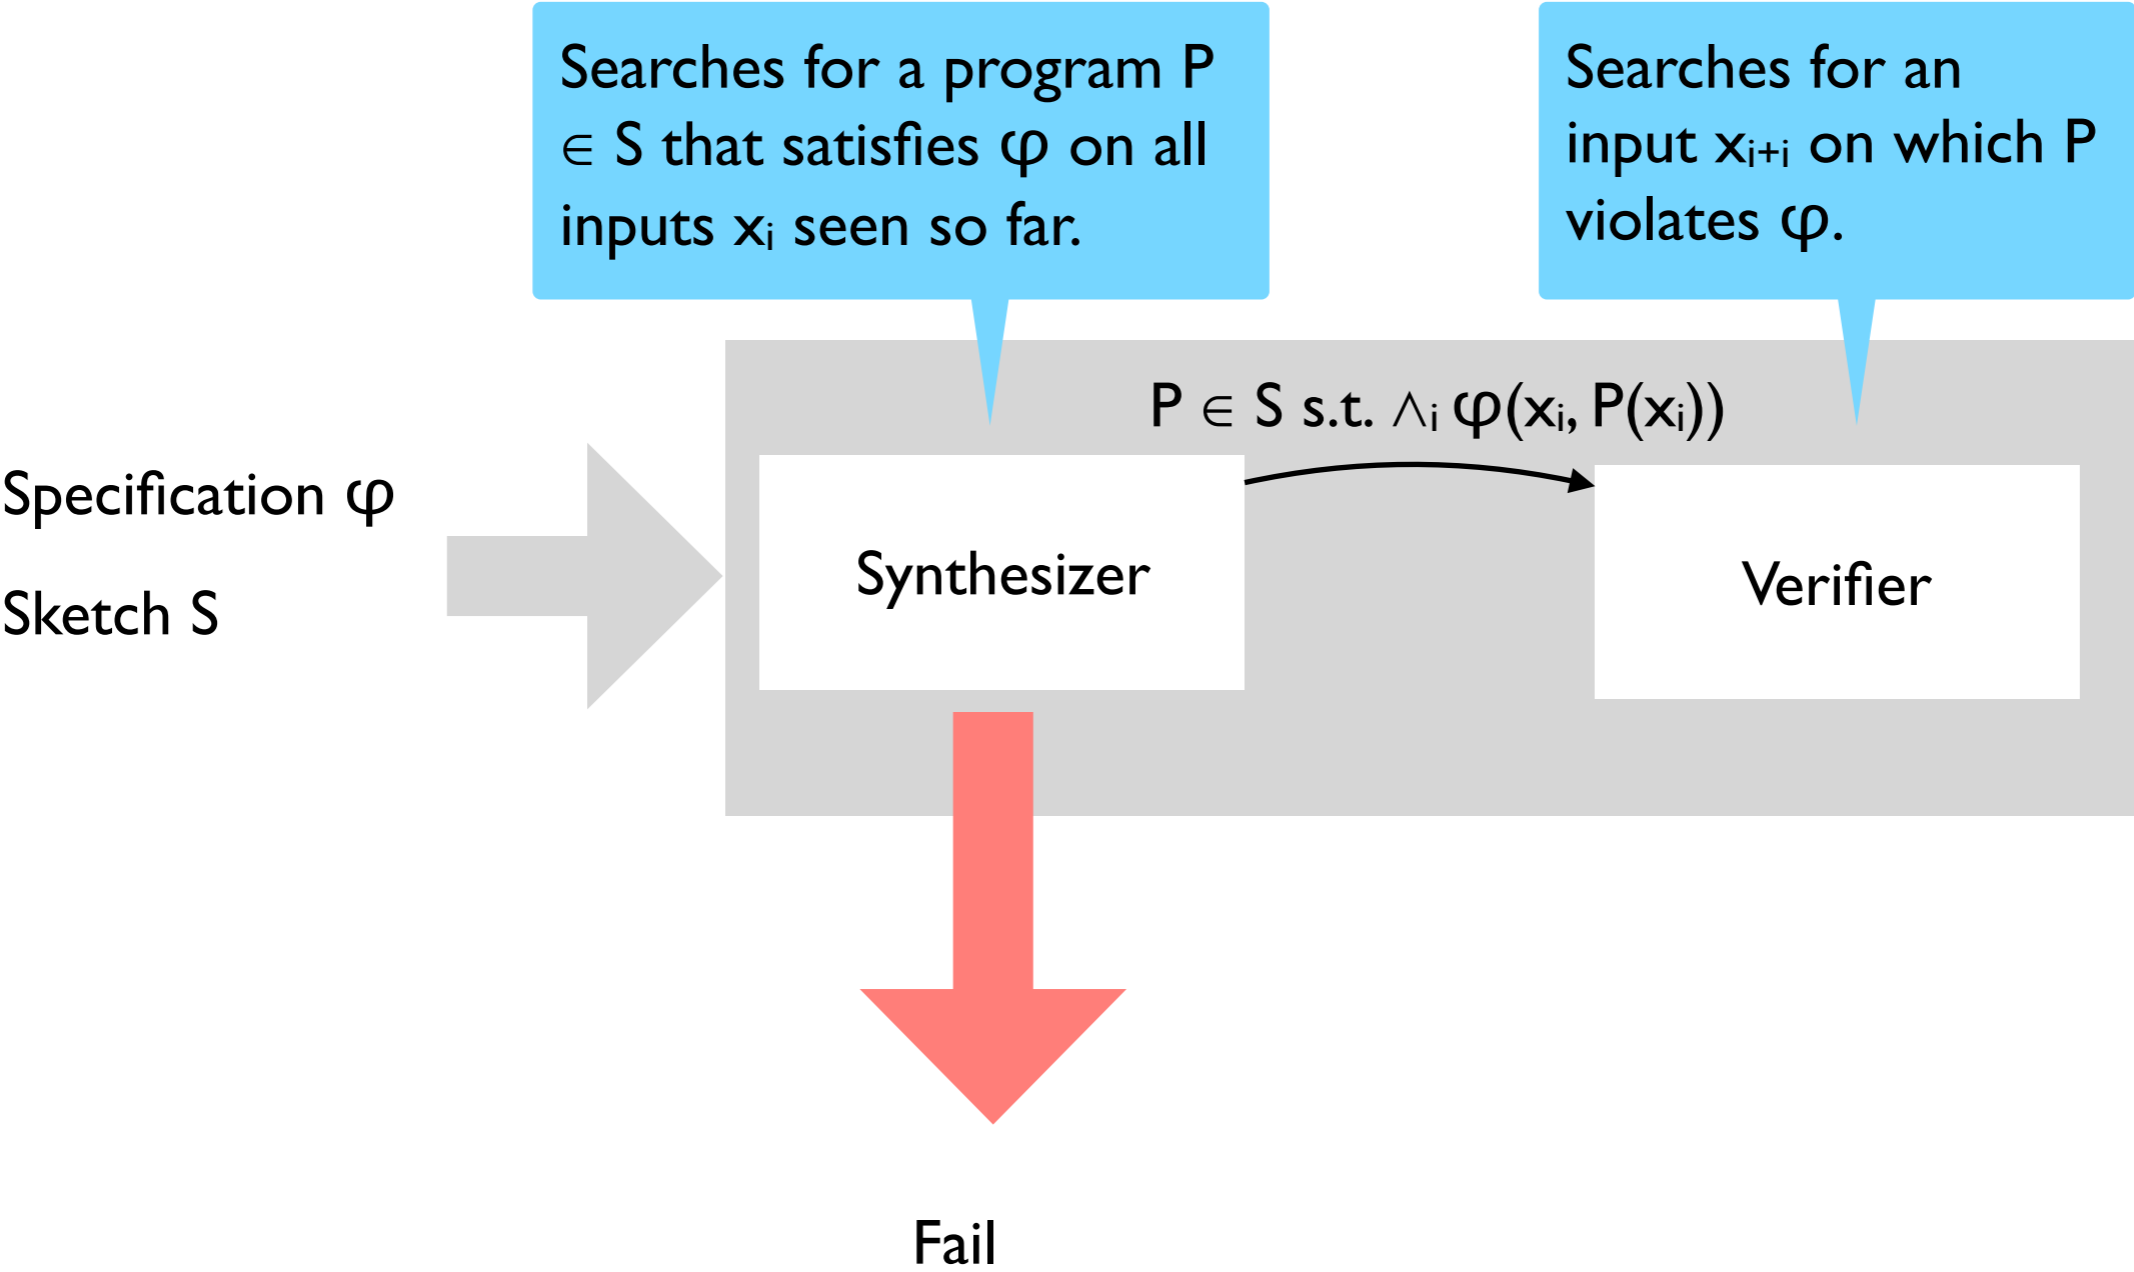 Searches for a program P
∈ S that satisfies φ on all
inputs xᵢ seen so far.
Searches for an
input xᵢ₊ᵢ on which P
violates φ.
P ∈ S s.t. ∧ᵢ φ(xᵢ, P(xᵢ))
Specification φ
Sketch S
Synthesizer
Verifier
Fail